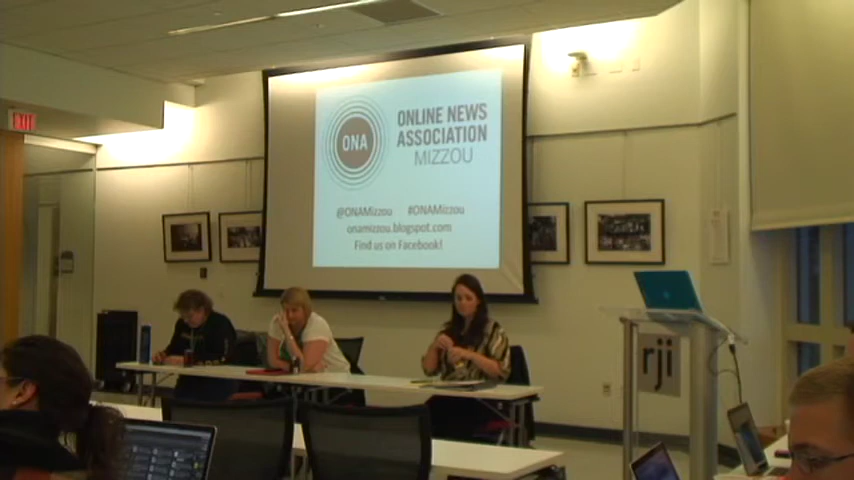 EXIT
ONA
ONLINE NEWS
ASSOCIATION
MIZZOU
@ONAMizzou #ONAMizzou
onamizzou.blogspot.com
Find us on Facebook!
rji